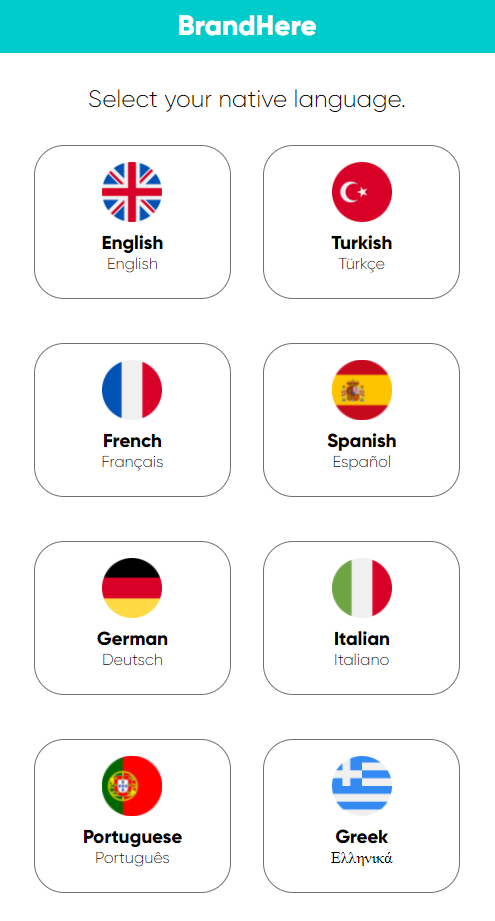 BrandHere
Select your native language.
English
English
Turkish
Türkçe
French
Français
Spanish
Español
German
Deutsch
Italian
Italiano
Portuguese
Português
Greek
Ελληνικά